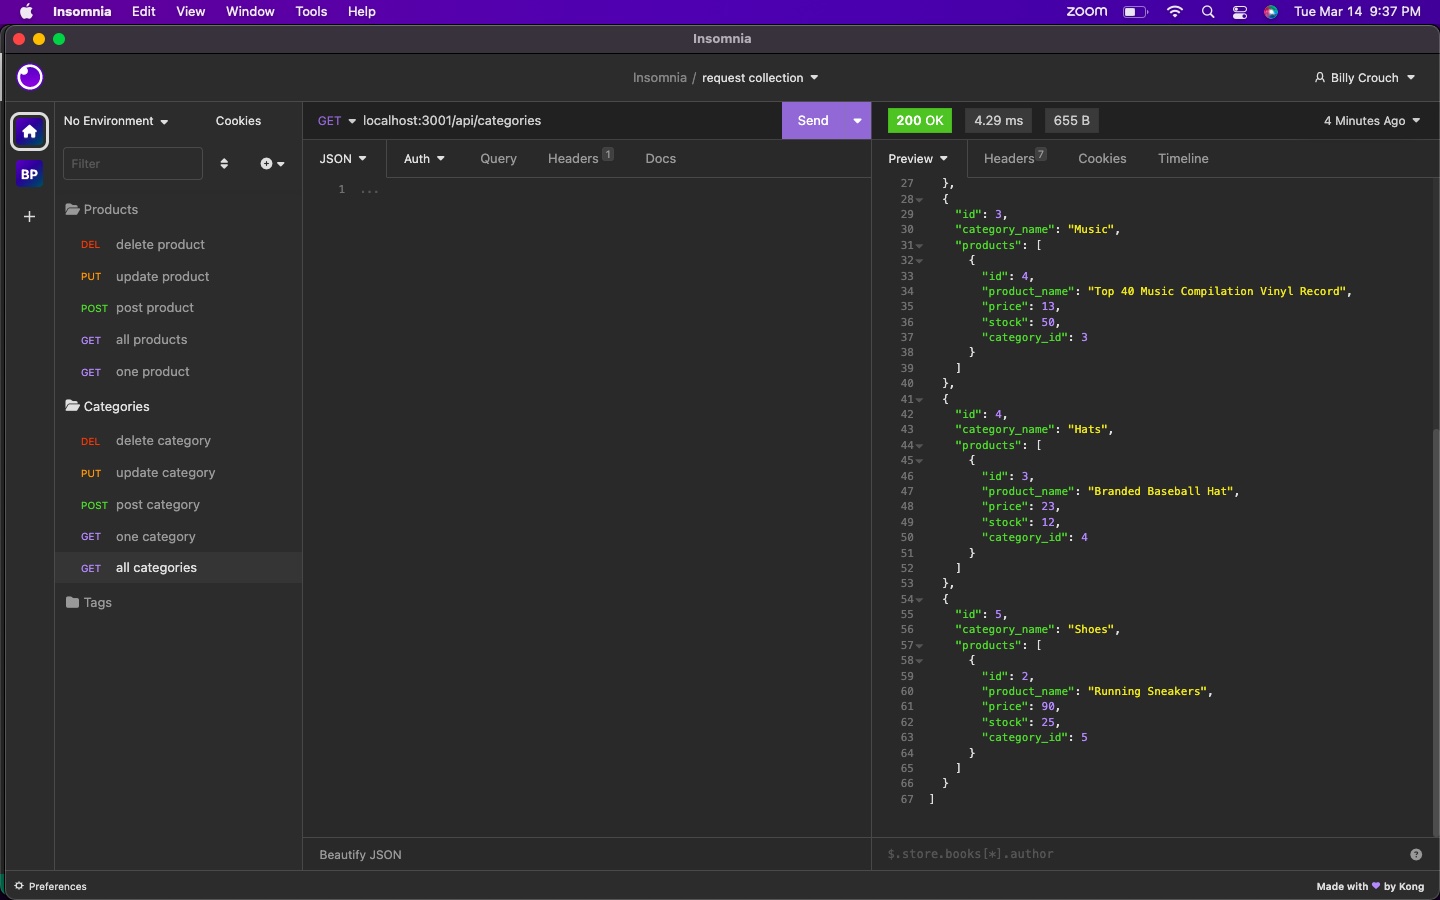 Insomnia Edit View Window Tools Help zoom Tue Mar 14 9:37 PM
Insomnia
Insomnia / request collection Billy Crouch
No Environment Cookies
Filter
BP
Products
DEL delete product
PUT update product
POST post product
GET all products
GET one product
Categories
DEL delete category
PUT update category
POST post category
GET one category
GET all categories
Tags
GET localhost:3001/api/categories Send
JSON Auth Query Headers 1 Docs
1 ...
Beautify JSON
200 OK 4.29 ms 655 B 4 Minutes Ago
Preview Headers 7 Cookies Timeline
27 },
28 {
29 "id": 3,
30 "category_name": "Music",
31 "products": [
32 {
33 "id": 4,
34 "product_name": "Top 40 Music Compilation Vinyl Record",
35 "price": 13,
36 "stock": 50,
37 "category_id": 3
38 }
39 ]
40 },
41 {
42 "id": 4,
43 "category_name": "Hats",
44 "products": [
45 {
46 "id": 3,
47 "product_name": "Branded Baseball Hat",
48 "price": 23,
49 "stock": 12,
50 "category_id": 4
51 }
52 ]
53 },
54 {
55 "id": 5,
56 "category_name": "Shoes",
57 "products": [
58 {
59 "id": 2,
60 "product_name": "Running Sneakers",
61 "price": 90,
62 "stock": 25,
63 "category_id": 5
64 }
65 ]
66 }
67 ]
$.store.books[*].author ?
Preferences Made with 💜 by Kong